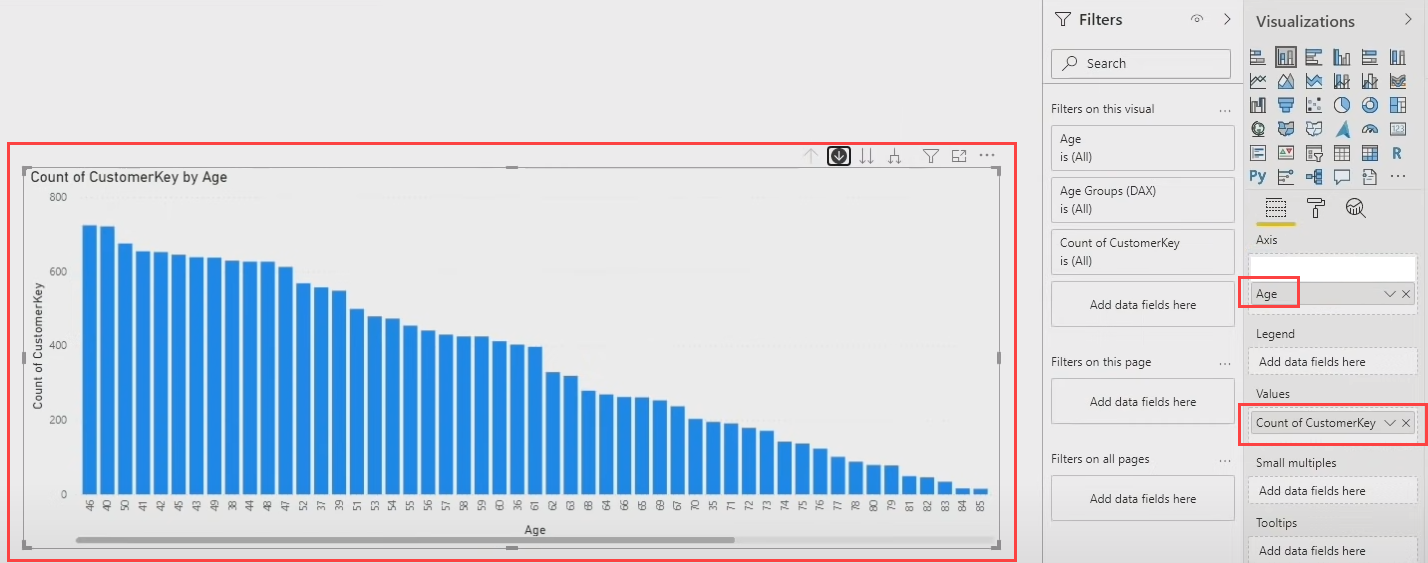 Count of CustomerKey by Age
800
600
400
200
0
Count of CustomerKey
46 40 50 41 42 45 43 49 38 44 48 47 52 37 39 51 53 54 55 56 57 58 59 60 36 61 62 63 68 64 66 65 69 67 70 35 71 72 73 74 75 76 77 78 80 79 81 82 83 84 85
Age
Filters
Search
Filters on this visual
...
Age
is (All)
Age Groups (DAX)
is (All)
Count of CustomerKey
is (All)
Add data fields here
Filters on this page
...
Add data fields here
Filters on all pages
...
Add data fields here
Visualizations
123
R
Py
...
Axis
Age
Legend
Add data fields here
Values
Count of CustomerKey
Small multiples
Add data fields here
Tooltips
Add data fields here